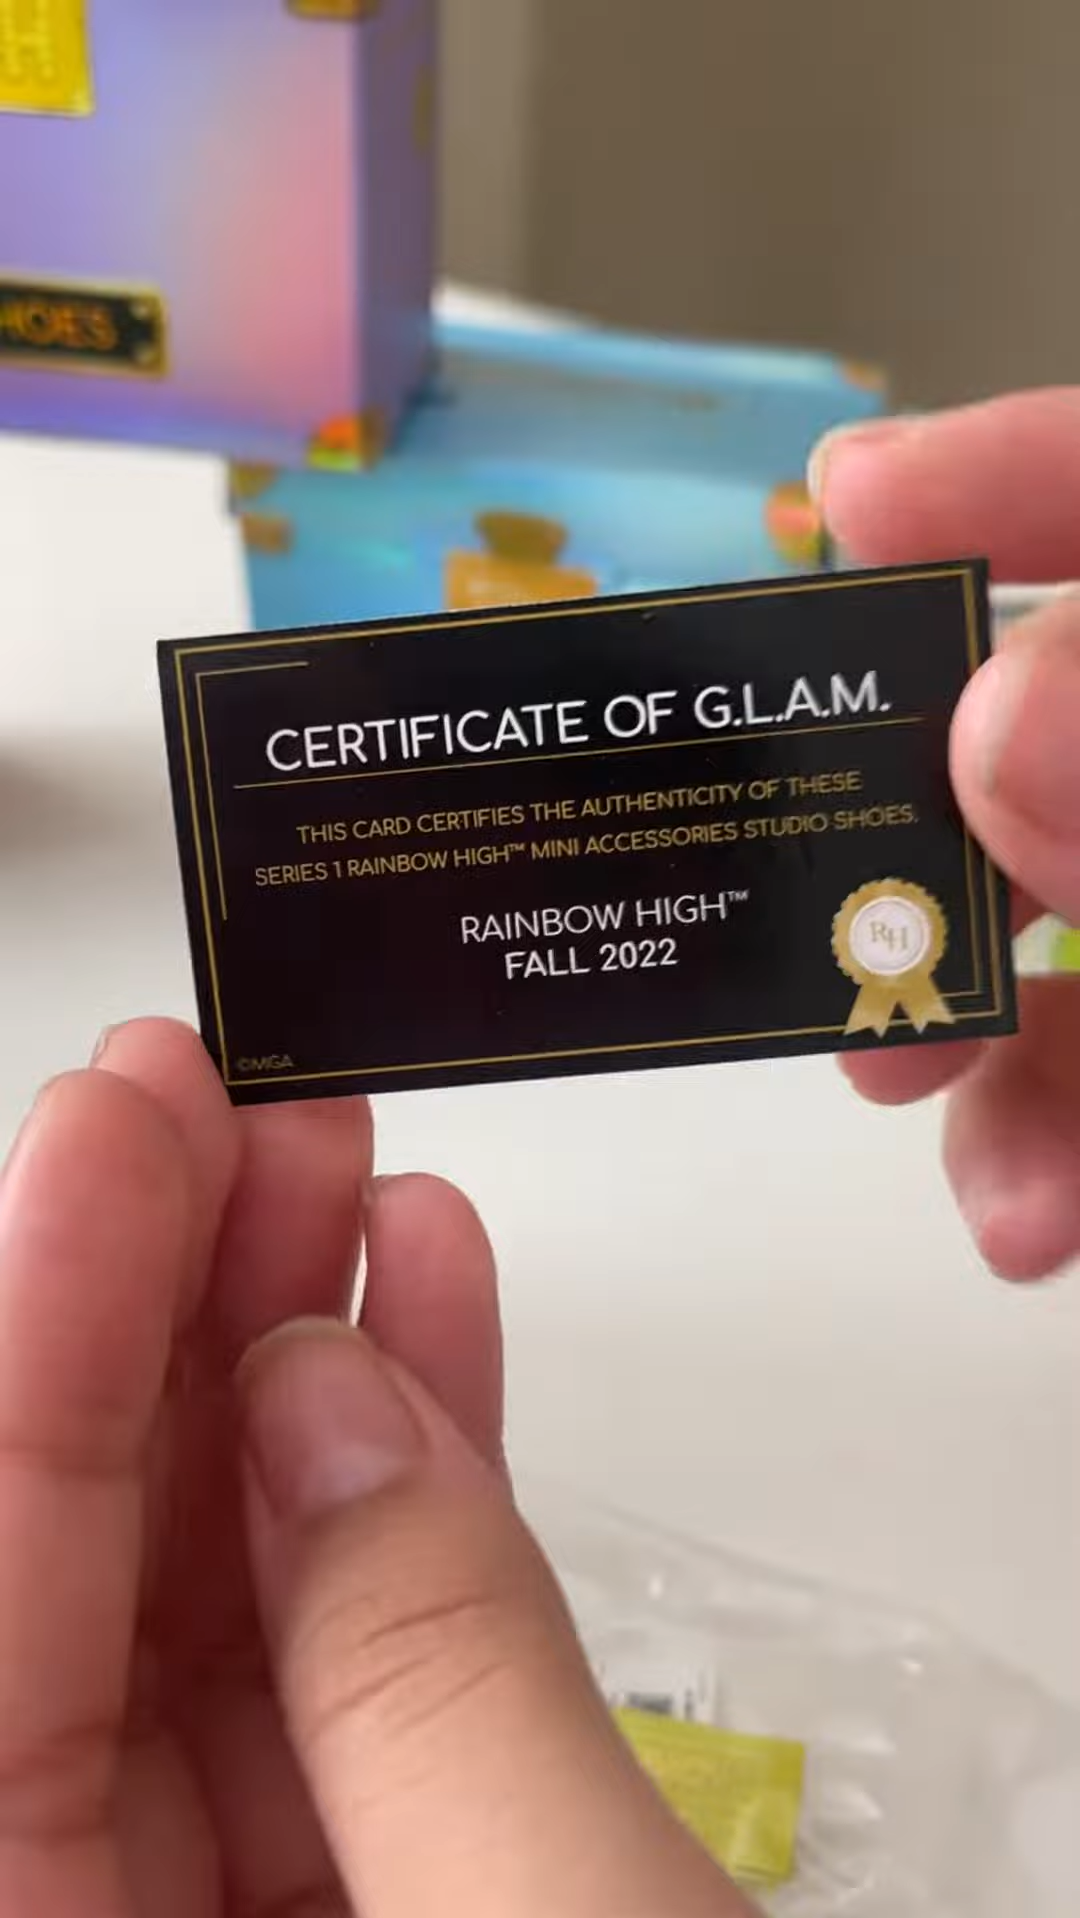 HOES
CERTIFICATE OF G.L.A.M.
THIS CARD CERTIFIES THE AUTHENTICITY OF THESE
SERIES 1 RAINBOW HIGH™ MINI ACCESSORIES STUDIO SHOES.
RAINBOW HIGH™
FALL 2022
RH
©MGA